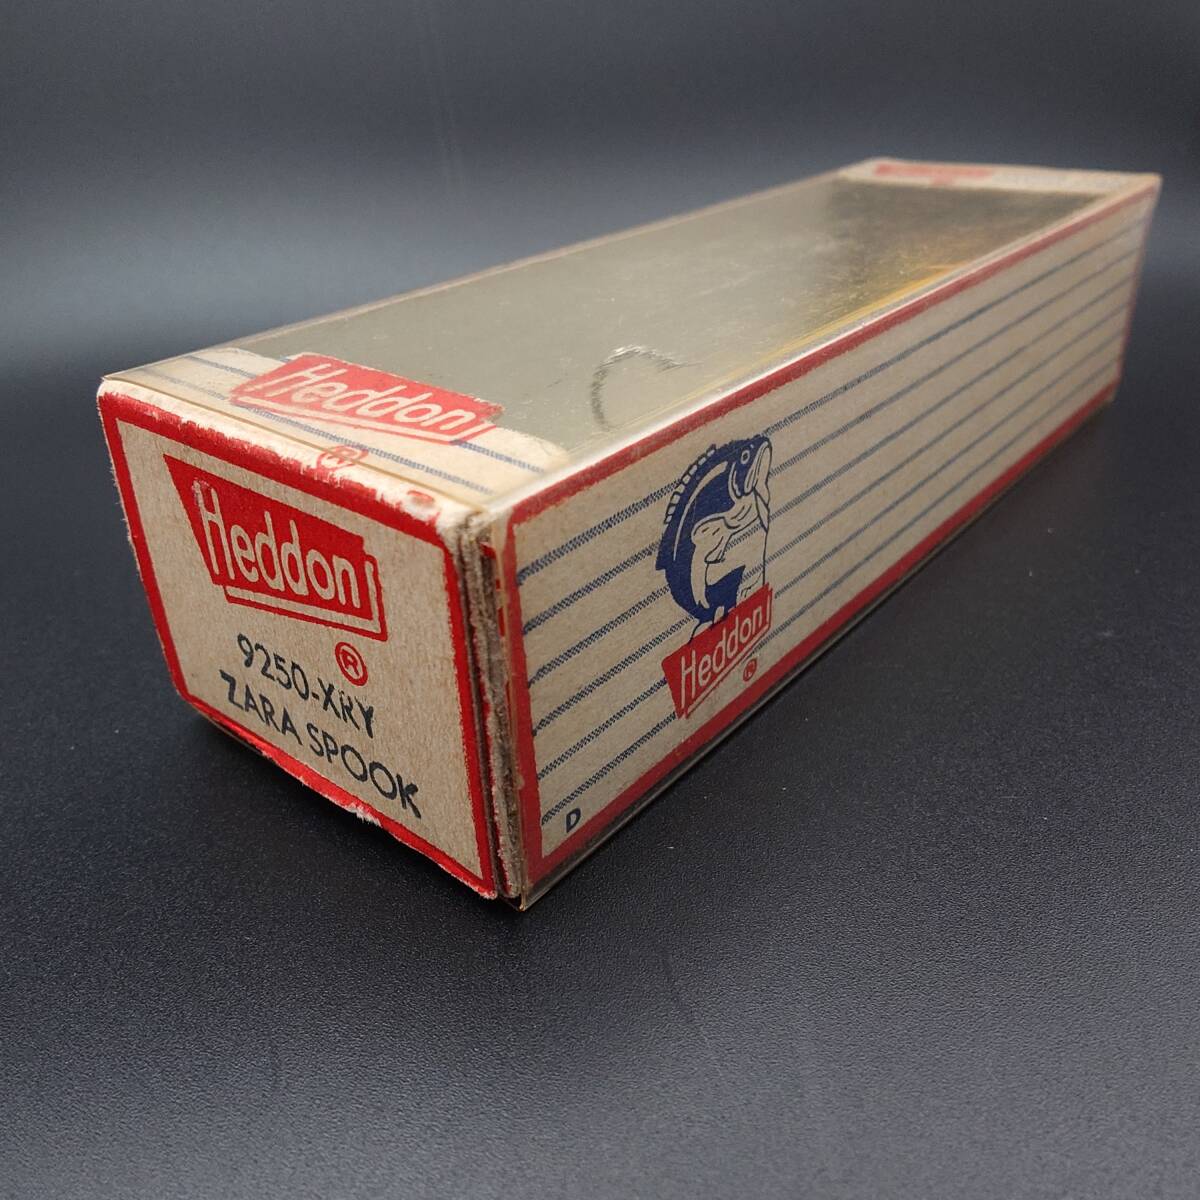 Heddon
®
Heddon
®
9250-XRY
ZARA SPOOK
Heddon
®
D